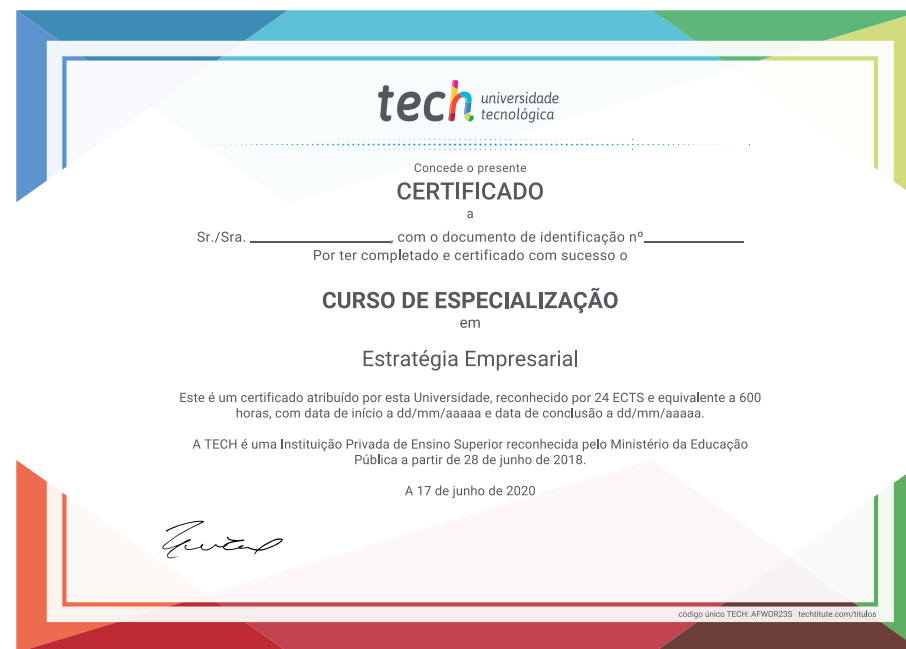 tech universidade
tecnológica
Concede o presente
CERTIFICADO
a
Sr./Sra. , com o documento de identificação nº
Por ter completado e certificado com sucesso o
CURSO DE ESPECIALIZAÇÃO
em
Estratégia Empresarial
Este é um certificado atribuído por esta Universidade, reconhecido por 24 ECTS e equivalente a 600
horas, com data de início a dd/mm/aaaaa e data de conclusão a dd/mm/aaaaa.
A TECH é uma Instituição Privada de Ensino Superior reconhecida pelo Ministério da Educação
Pública a partir de 28 de junho de 2018.
A 17 de junho de 2020
código único TECH: AFWOR23S techtitute.com/titulos